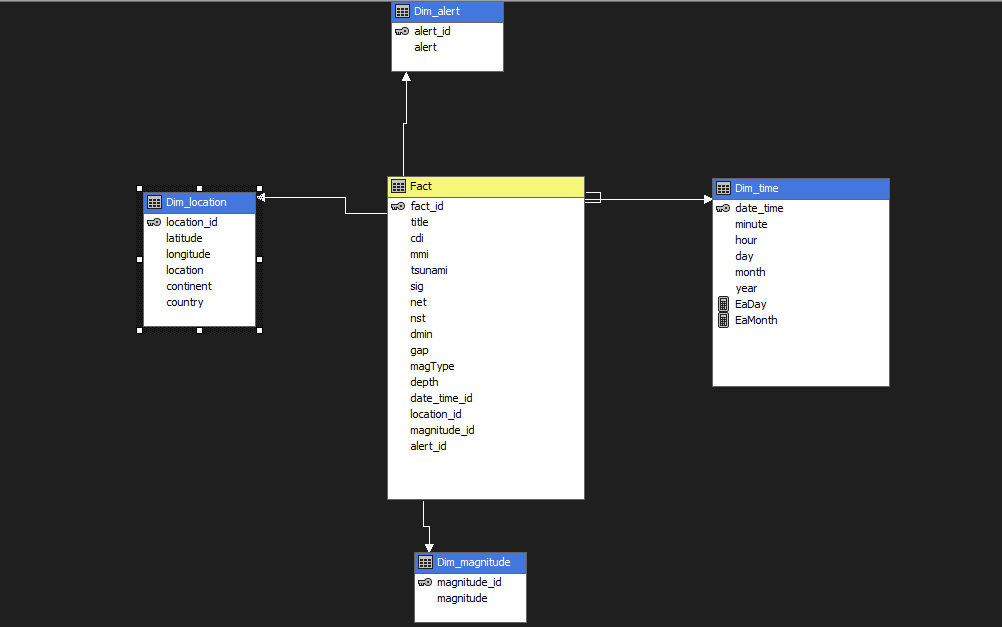 Dim_alert
alert_id
alert
Fact
fact_id
title
cdi
mmi
tsunami
sig
net
nst
dmin
gap
magType
depth
date_time_id
location_id
magnitude_id
alert_id
Dim_location
location_id
latitude
longitude
location
continent
country
Dim_time
date_time
minute
hour
day
month
year
EaDay
EaMonth
Dim_magnitude
magnitude_id
magnitude